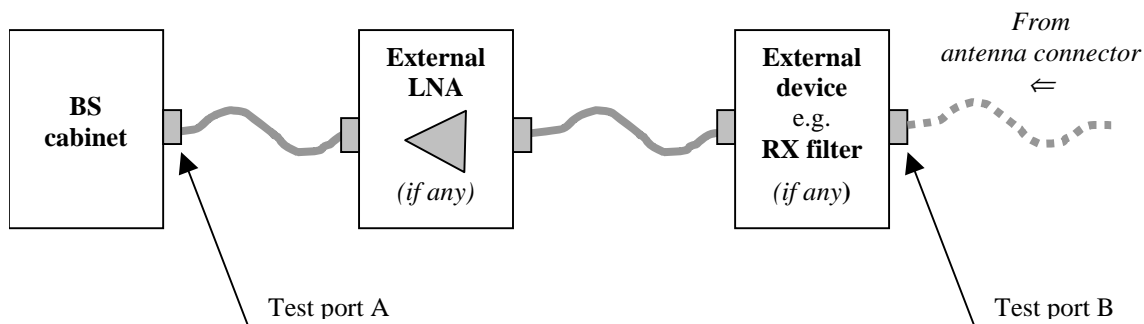 BS
cabinet
External
LNA
(if any)
External
device
e.g.
RX filter
(if any)
From
antenna connector
⇐
Test port A
Test port B